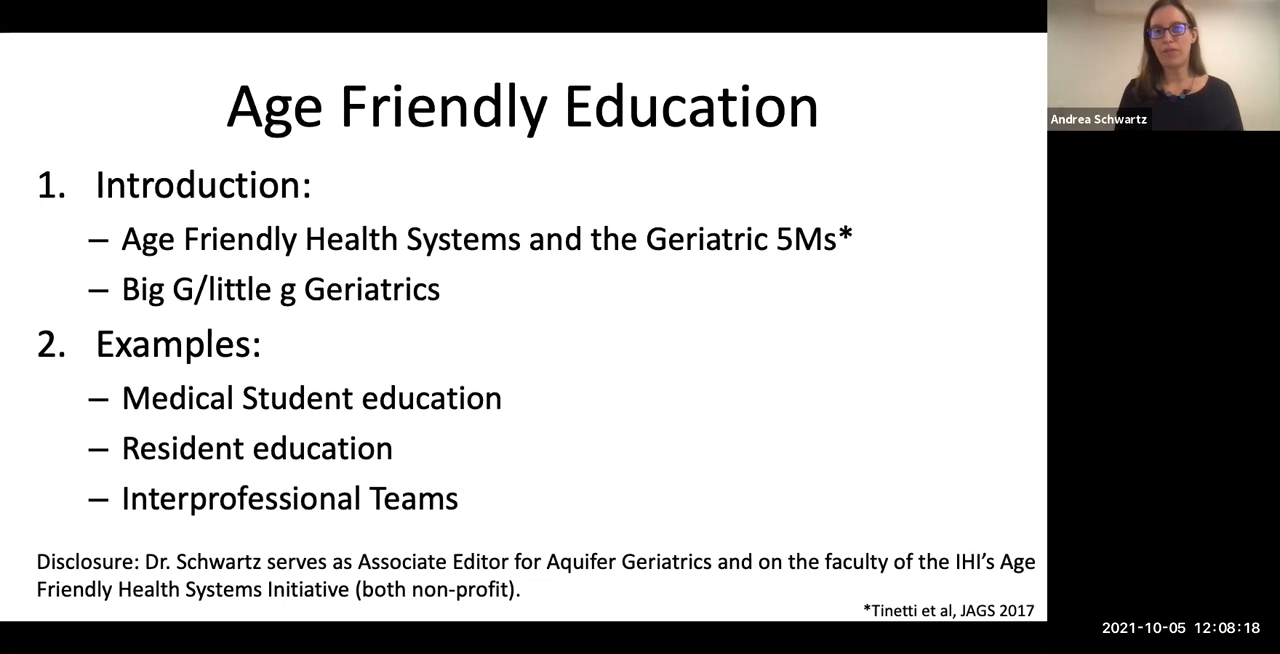 Age Friendly Education
1. Introduction:
– Age Friendly Health Systems and the Geriatric 5Ms*
– Big G/little g Geriatrics
2. Examples:
– Medical Student education
– Resident education
– Interprofessional Teams
Disclosure: Dr. Schwartz serves as Associate Editor for Aquifer Geriatrics and on the faculty of the IHI’s Age
Friendly Health Systems Initiative (both non-profit).
*Tinetti et al, JAGS 2017
Andrea Schwartz
2021-10-05 12:08:18